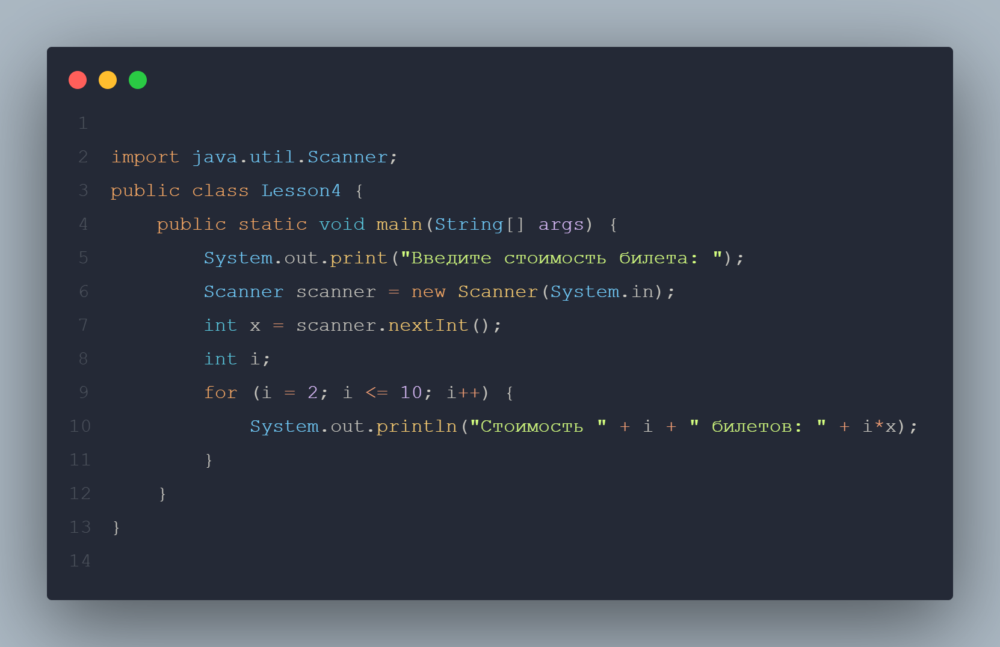 1
2 import java.util.Scanner;
3 public class Lesson4 {
4     public static void main(String[] args) {
5         System.out.print("Введите стоимость билета: ");
6         Scanner scanner = new Scanner(System.in);
7         int x = scanner.nextInt();
8         int i;
9         for (i = 2; i <= 10; i++) {
10             System.out.println("Стоимость " + i + " билетов: " + i*x);
11         }
12     }
13 }
14